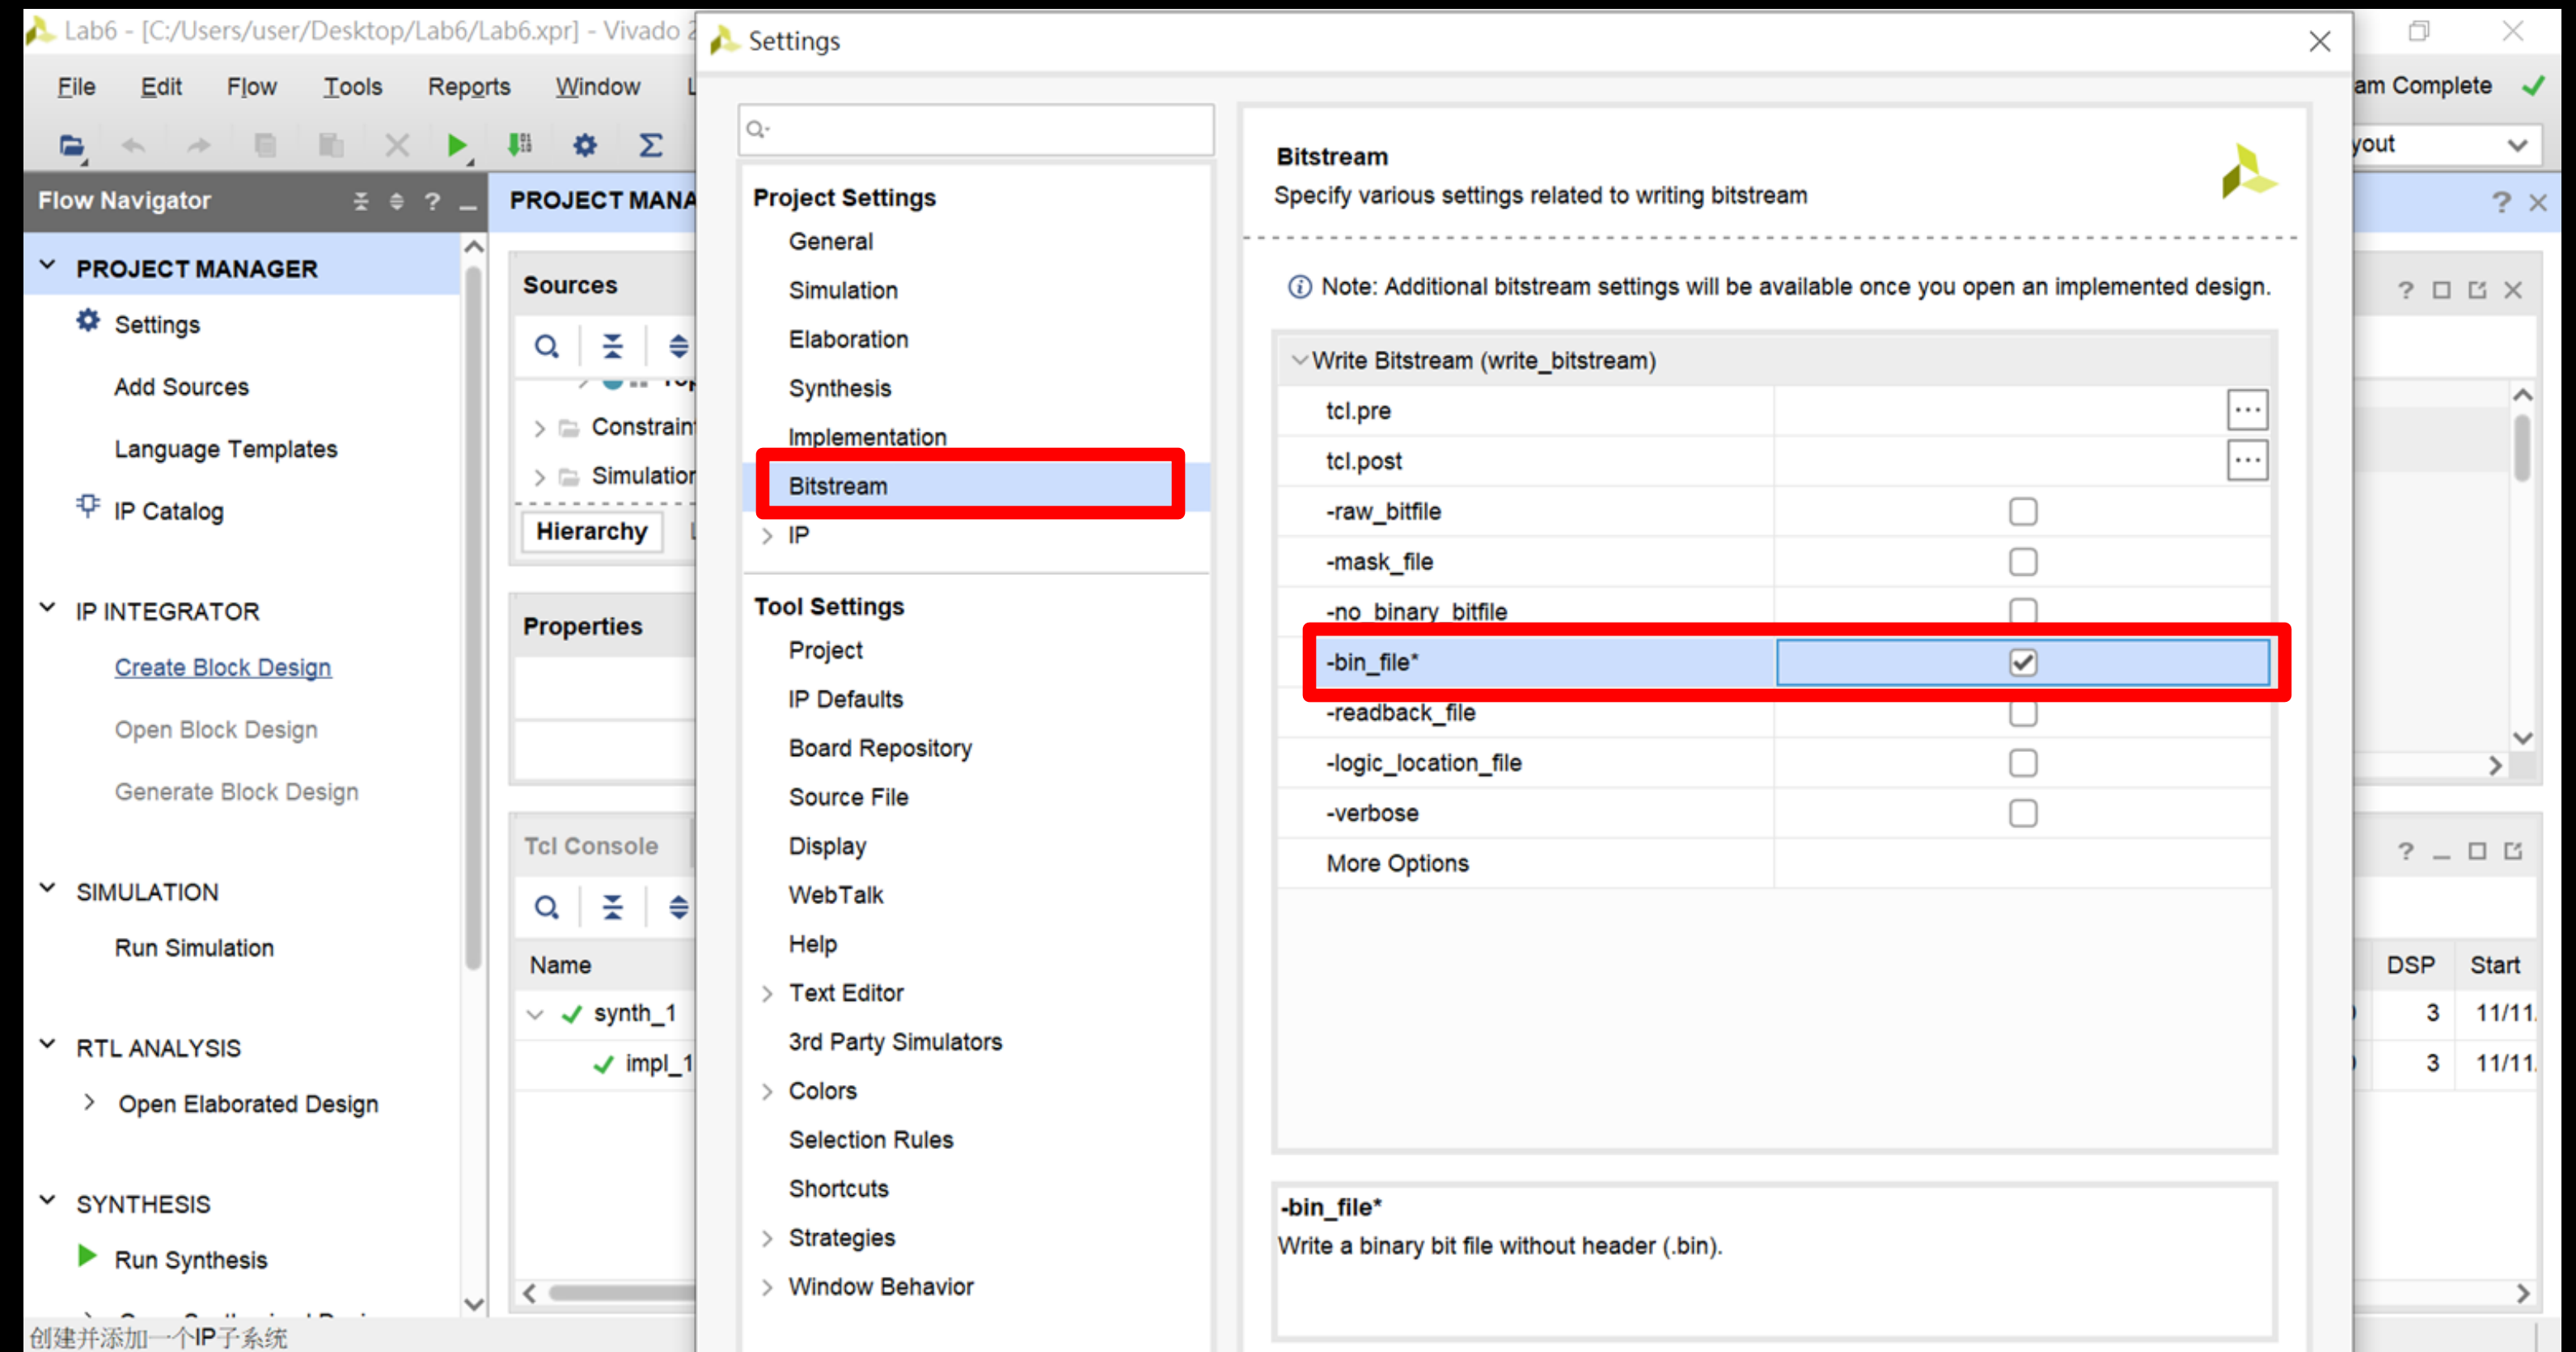 Lab6 - [C:/Users/user/Desktop/Lab6/Lab6.xpr] - Vivado
File Edit Flow Tools Reports Window
Flow Navigator
PROJECT MANAGER
Settings
Add Sources
Language Templates
IP Catalog
IP INTEGRATOR
Create Block Design
Open Block Design
Generate Block Design
SIMULATION
Run Simulation
RTL ANALYSIS
Open Elaborated Design
SYNTHESIS
Run Synthesis
创建并添加一个IP子系统
PROJECT MANA
Sources
Constrain
Simulation
Hierarchy
Properties
Tcl Console
Name
synth_1
impl_1
Settings
Project Settings
General
Simulation
Elaboration
Synthesis
Implementation
Bitstream
IP
Tool Settings
Project
IP Defaults
Board Repository
Source File
Display
WebTalk
Help
Text Editor
3rd Party Simulators
Colors
Selection Rules
Shortcuts
Strategies
Window Behavior
Bitstream
Specify various settings related to writing bitstream
Note: Additional bitstream settings will be available once you open an implemented design.
Write Bitstream (write_bitstream)
tcl.pre
tcl.post
-raw_bitfile
-mask_file
-no_binary_bitfile
-bin_file*
-readback_file
-logic_location_file
-verbose
More Options
-bin_file*
Write a binary bit file without header (.bin).
am Complete
yout
DSP Start
3 11/11
3 11/11